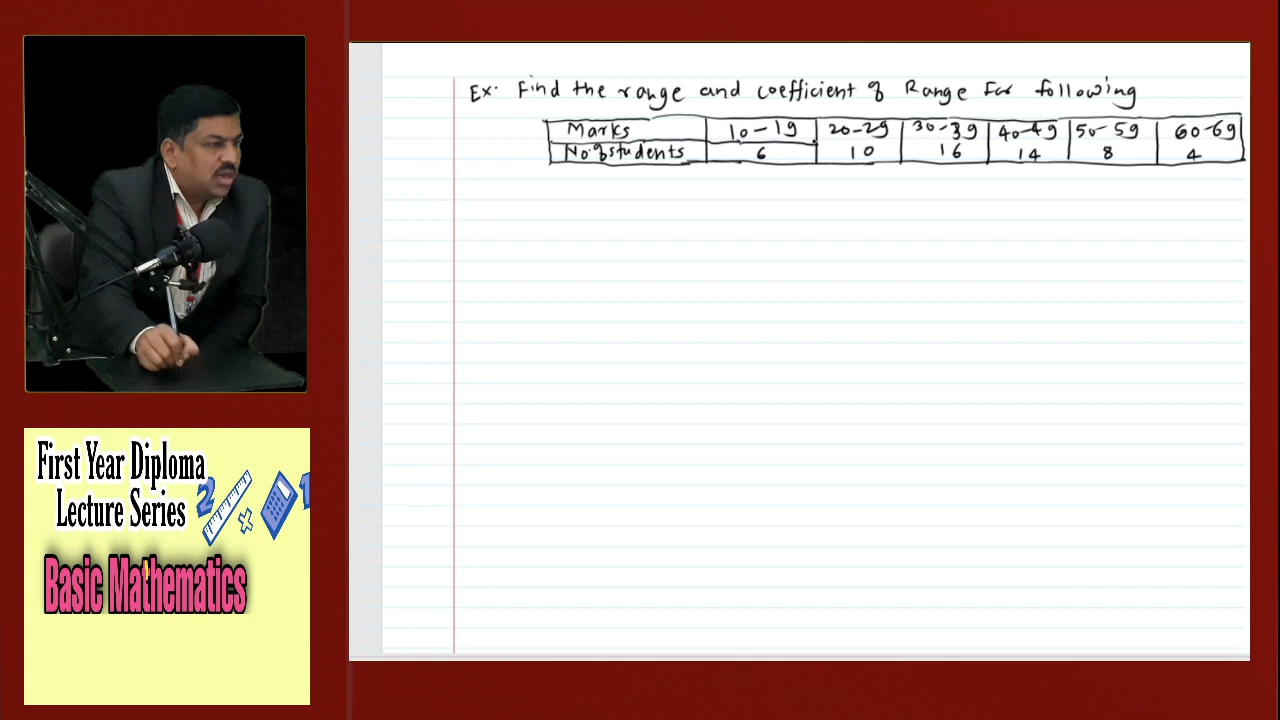 Ex. Find the range and coefficient of Range for following
Marks 10-19 20-29 30-39 40-49 50-59 60-69
No. of students 6 10 16 14 8 4
First Year Diploma
Lecture Series
2 x 1
Basic Mathematics